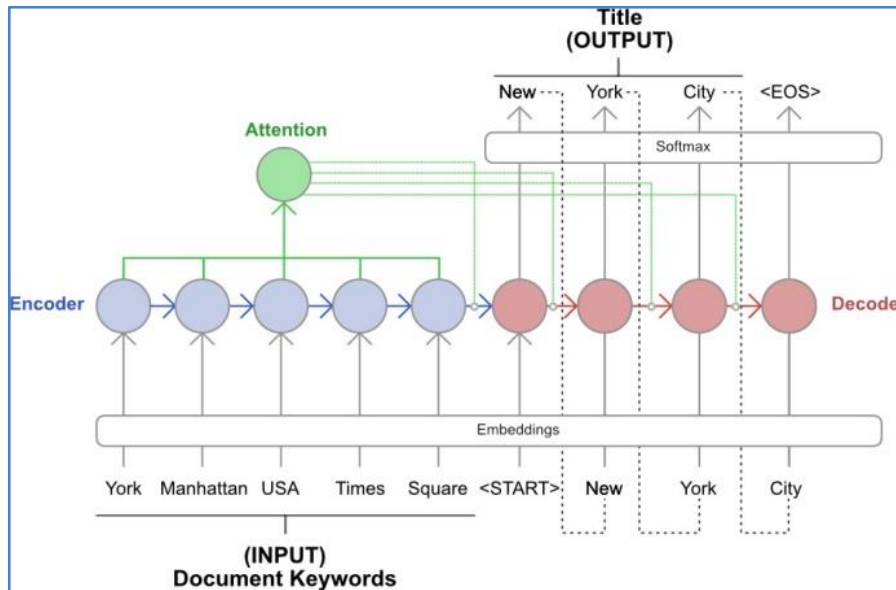 Title
(OUTPUT)
New York City <EOS>
Softmax
Attention
Encoder
Decode
Embeddings
York Manhattan USA Times Square <START> New York City
(INPUT)
Document Keywords